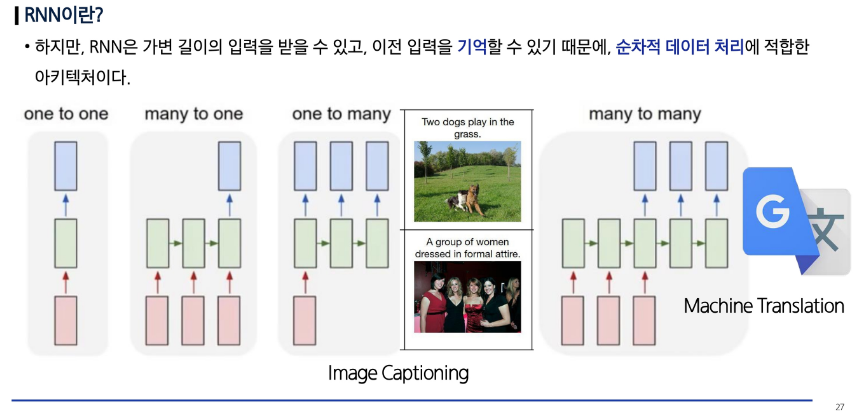 RNN이란?
• 하지만, RNN은 가변 길이의 입력을 받을 수 있고, 이전 입력을 기억할 수 있기 때문에, 순차적 데이터 처리에 적합한
아키텍처이다.
one to one
many to one
one to many
Two dogs play in the
grass.
A group of women
dressed in formal attire.
many to many
G 文
Machine Translation
Image Captioning
27